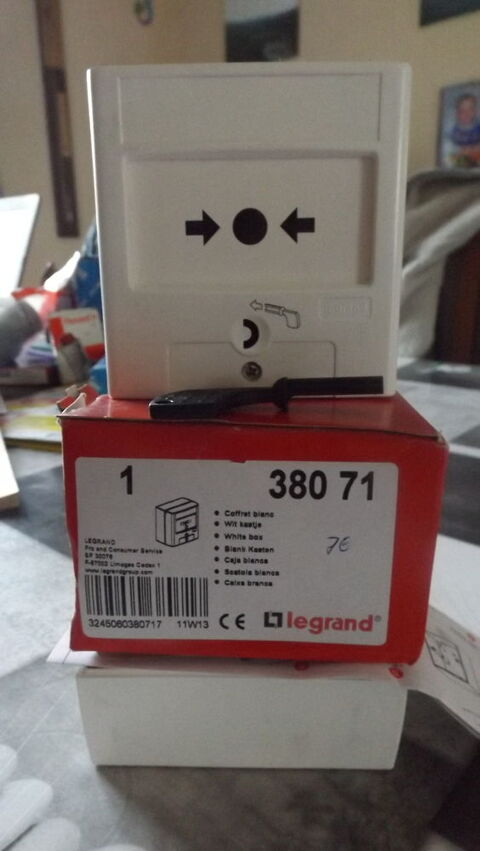 1
380 71
Coffret blanc
Wit kastje
White box
Blank Kasten
Caja blanca
Scatola bianca
Caixa branca
7€
LEGRAND
Pro and Consumer Service
BP 30076
F-87002 Limoges Cedex 1
www.legrandgroup.com
3245060380717
11W13
CE
legrand®